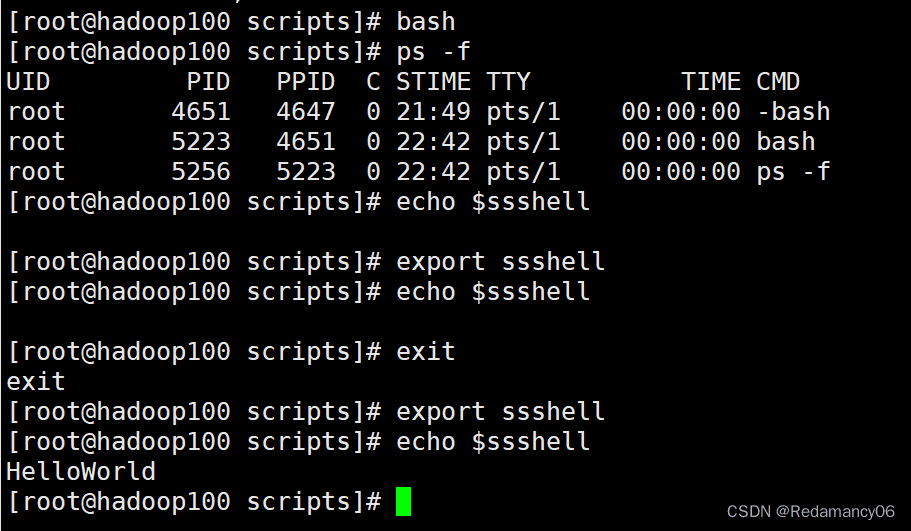 [root@hadoop100 scripts]# bash
[root@hadoop100 scripts]# ps -f
UID         PID   PPID  C STIME TTY          TIME CMD
root       4651   4647  0 21:49 pts/1    00:00:00 -bash
root       5223   4651  0 22:42 pts/1    00:00:00 bash
root       5256   5223  0 22:42 pts/1    00:00:00 ps -f
[root@hadoop100 scripts]# echo $ssshell
[root@hadoop100 scripts]# export ssshell
[root@hadoop100 scripts]# echo $ssshell
[root@hadoop100 scripts]# exit
exit
[root@hadoop100 scripts]# export ssshell
[root@hadoop100 scripts]# echo $ssshell
HelloWorld
[root@hadoop100 scripts]#
CSDN @Redamancy06